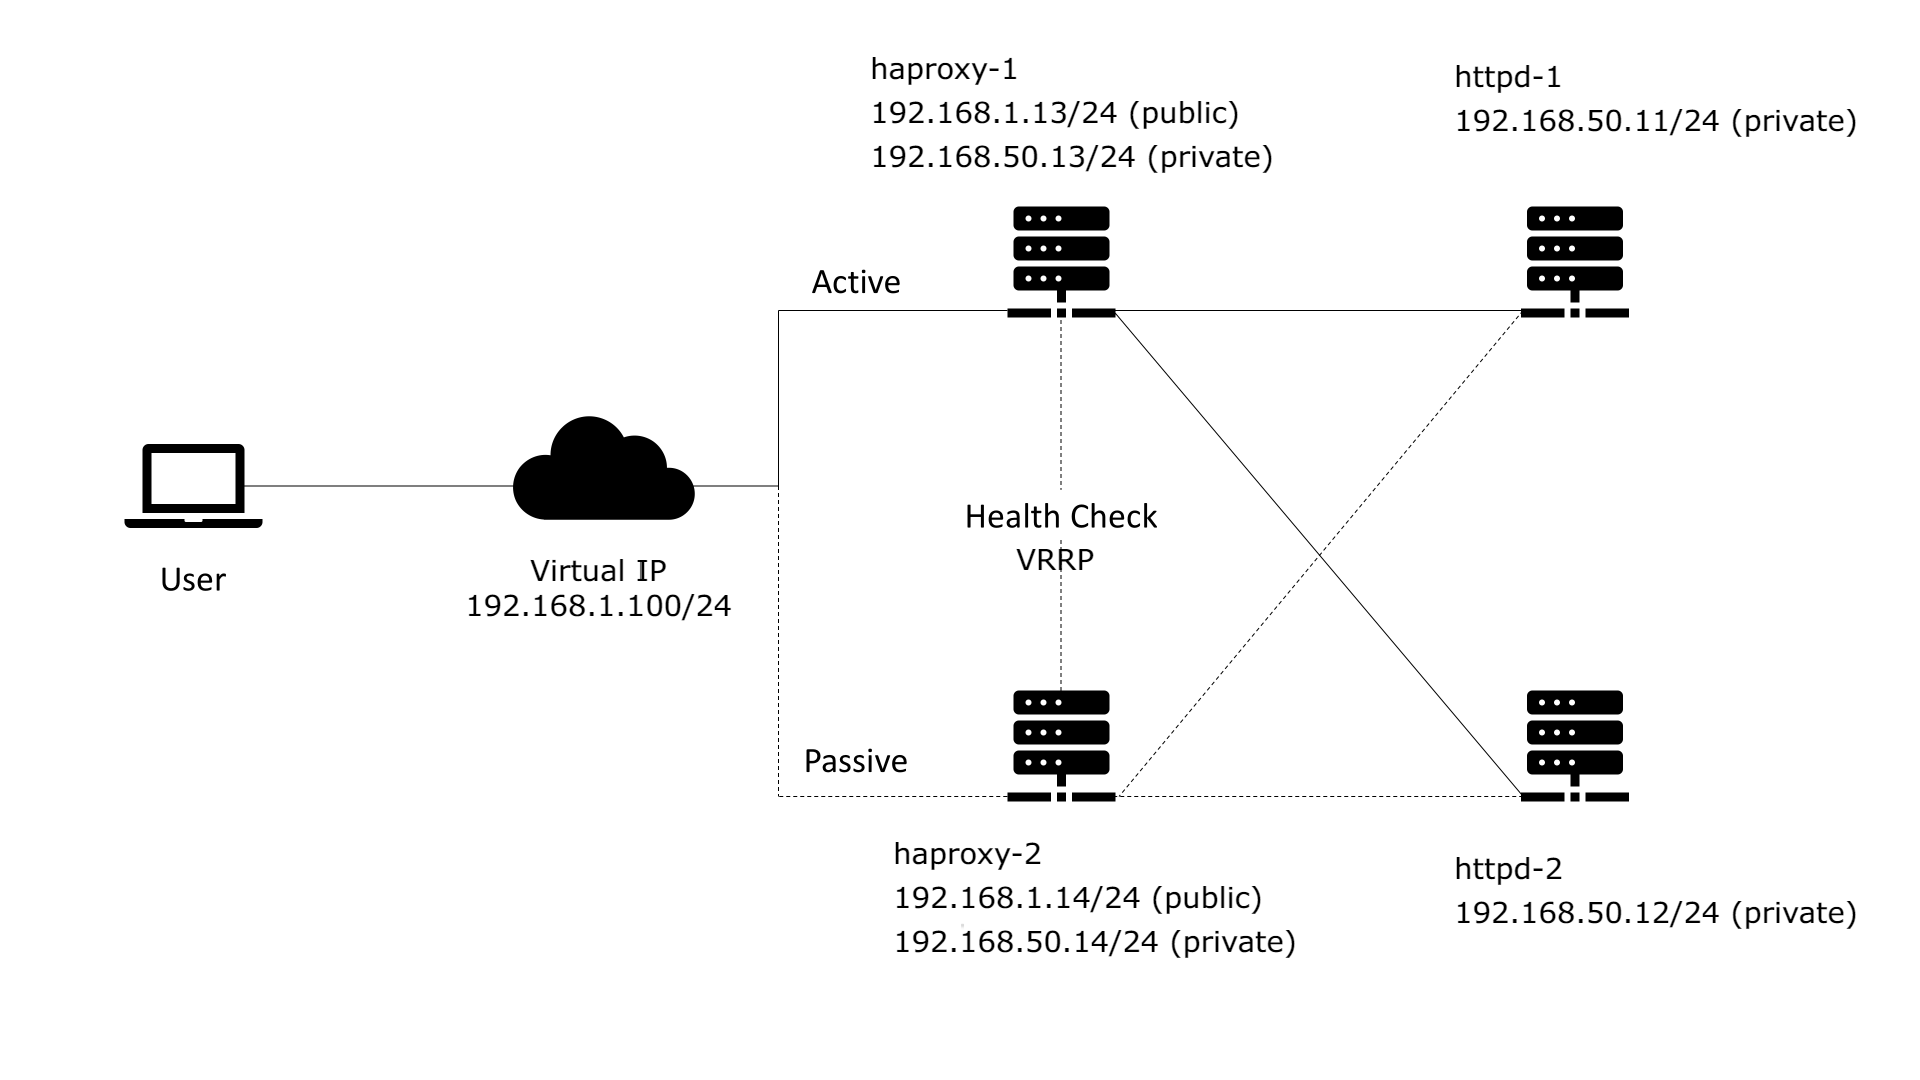 haproxy-1
192.168.1.13/24 (public)
192.168.50.13/24 (private)
httpd-1
192.168.50.11/24 (private)
Active
User
Virtual IP
192.168.1.100/24
Health Check
VRRP
Passive
haproxy-2
192.168.1.14/24 (public)
192.168.50.14/24 (private)
httpd-2
192.168.50.12/24 (private)